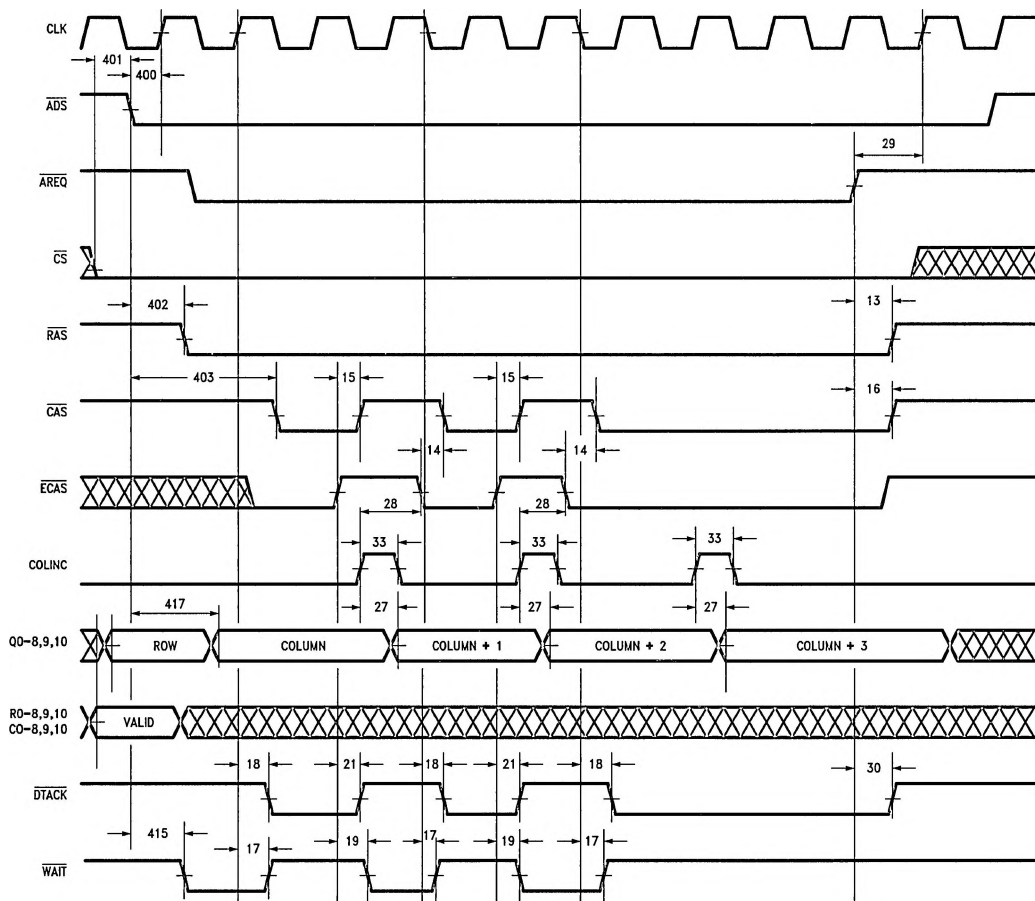 CLK
401
400
ADS
29
AREQ
CS
402
13
RAS
403
15
15
16
CAS
14
14
ECAS
28
28
33
33
33
COLINC
417
27
27
27
Q0-8,9,10
ROW
COLUMN
COLUMN + 1
COLUMN + 2
COLUMN + 3
R0-8,9,10
C0-8,9,10
VALID
18
21
18
21
18
30
DTACK
415
17
19
17
19
17
WAIT